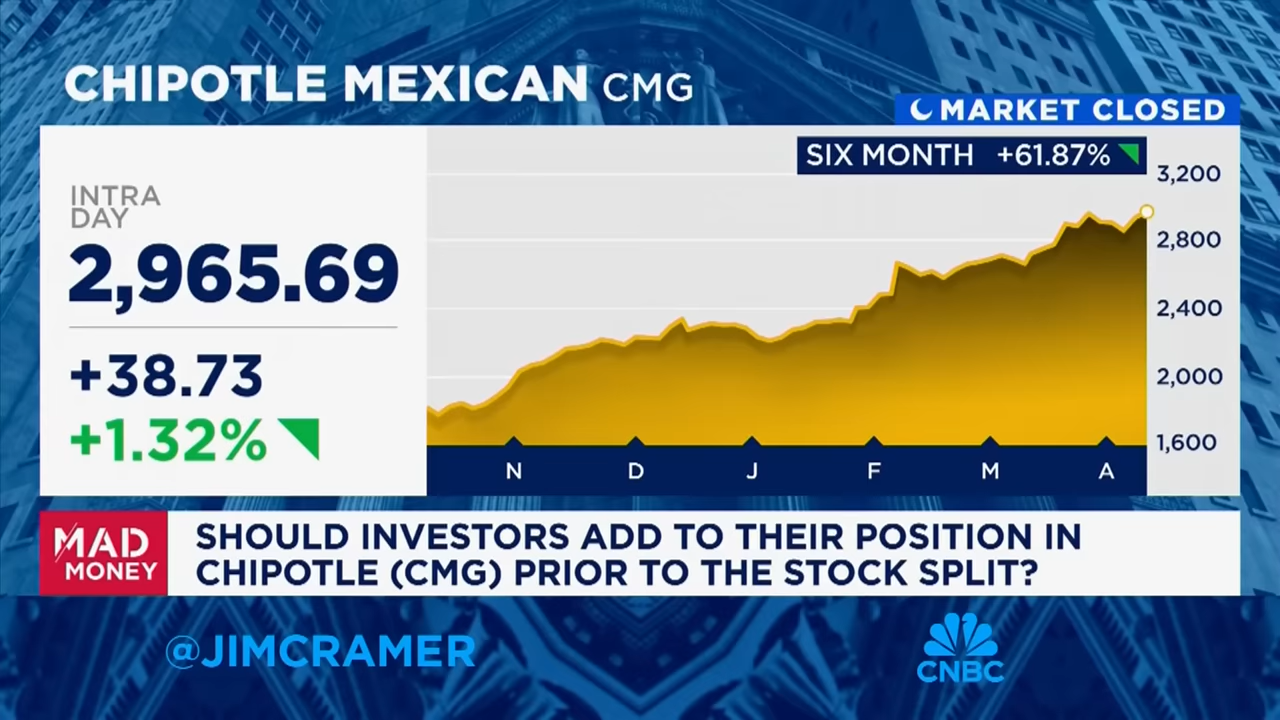 CHIPOTLE MEXICAN CMG
MARKET CLOSED
INTRA
DAY
2,965.69
+38.73
+1.32%
SIX MONTH +61.87%
3,200
2,800
2,400
2,000
1,600
N D J F M A
MAD
MONEY
SHOULD INVESTORS ADD TO THEIR POSITION IN
CHIPOTLE (CMG) PRIOR TO THE STOCK SPLIT?
@JIMCRAMER
CNBC